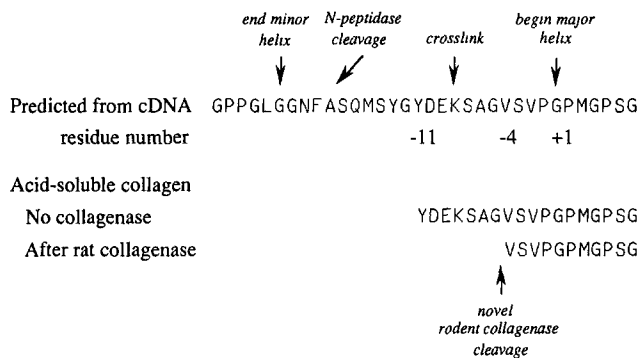 end minor helix
N-peptidase cleavage
crosslink
begin major helix
Predicted from cDNA GPPGLGGNFASQMSYGYDEKSAGVSVPGPMGPSG
residue number -11 -4 +1
Acid-soluble collagen
No collagenase YDEKSAGVSVPGPMGPSG
After rat collagenase VSVPGPMGPSG
novel
rodent collagenase
cleavage